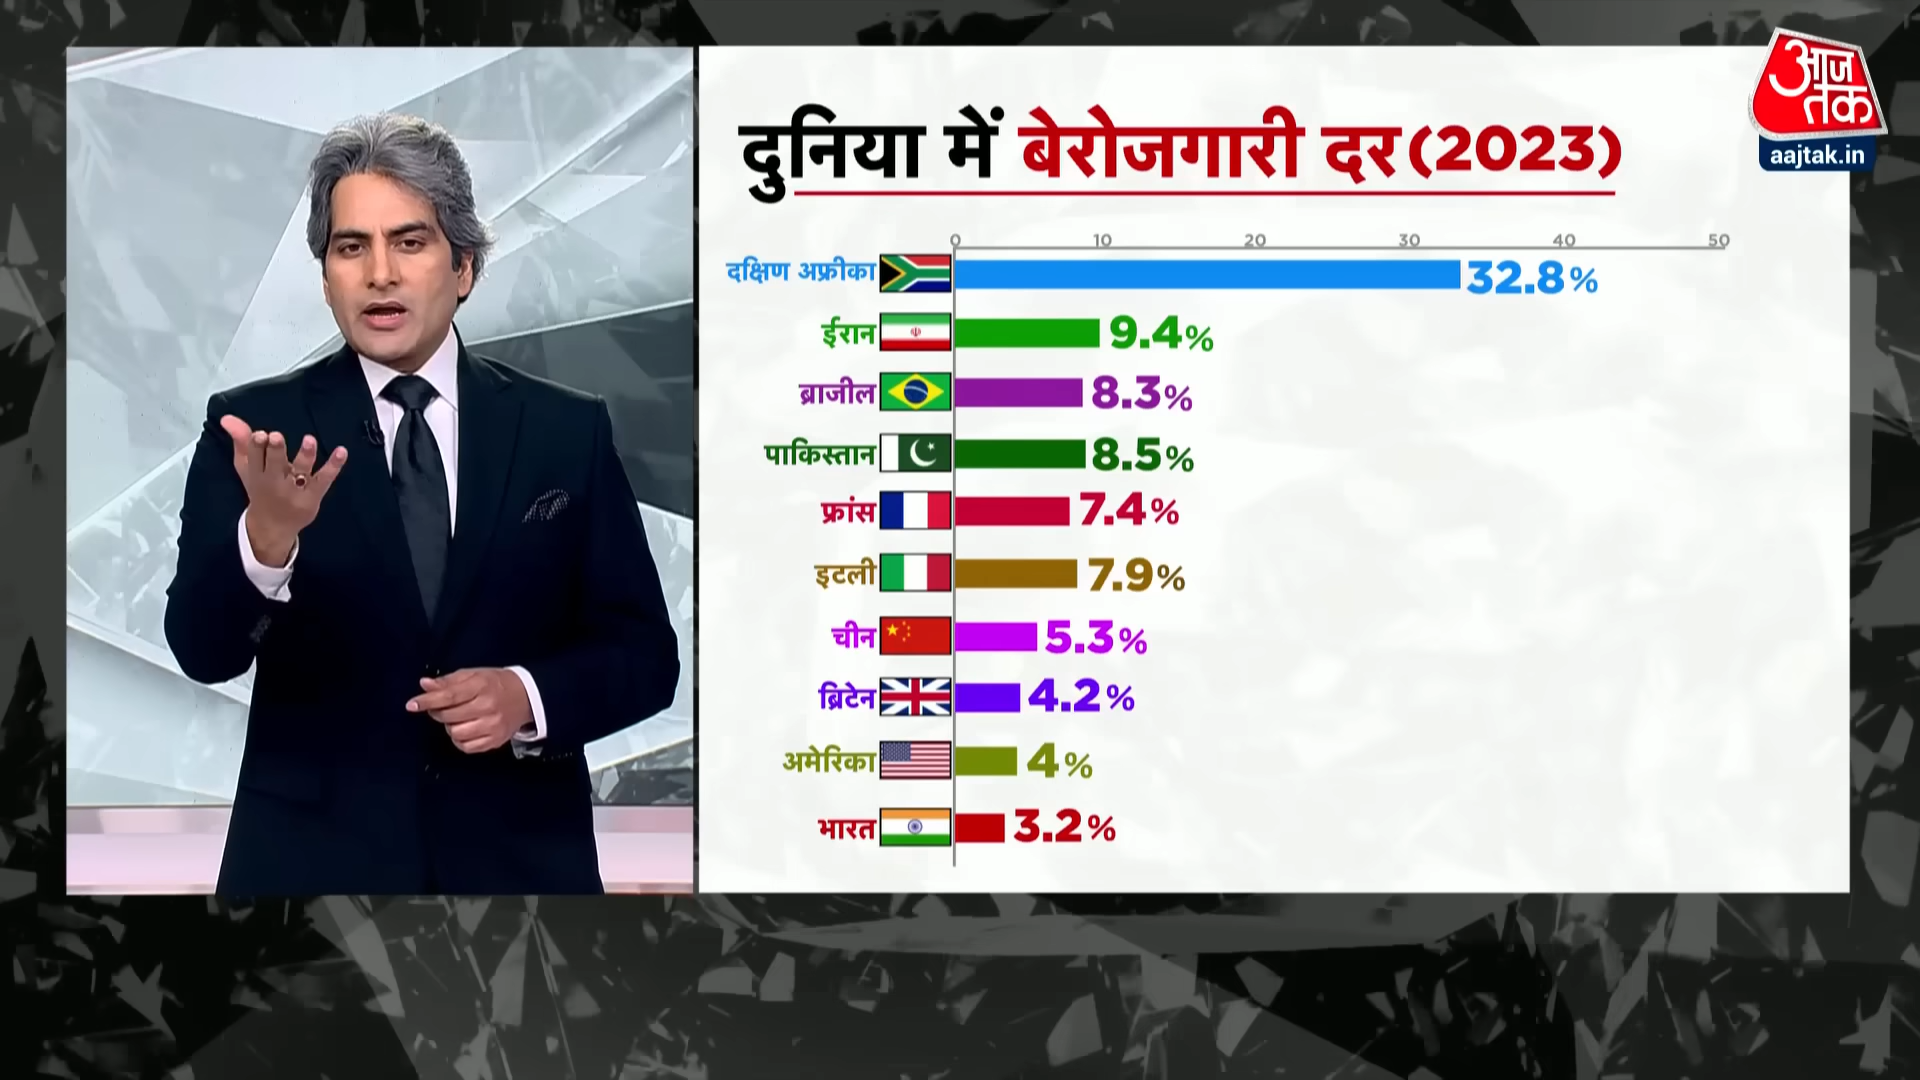 आज
तक
aajtak.in
दुनिया में बेरोजगारी दर (2023)
0 10 20 30 40 50
दक्षिण अफ्रीका 32.8%
ईरान 9.4%
ब्राजील 8.3%
पाकिस्तान 8.5%
फ्रांस 7.4%
इटली 7.9%
चीन 5.3%
ब्रिटेन 4.2%
अमेरिका 4%
भारत 3.2%